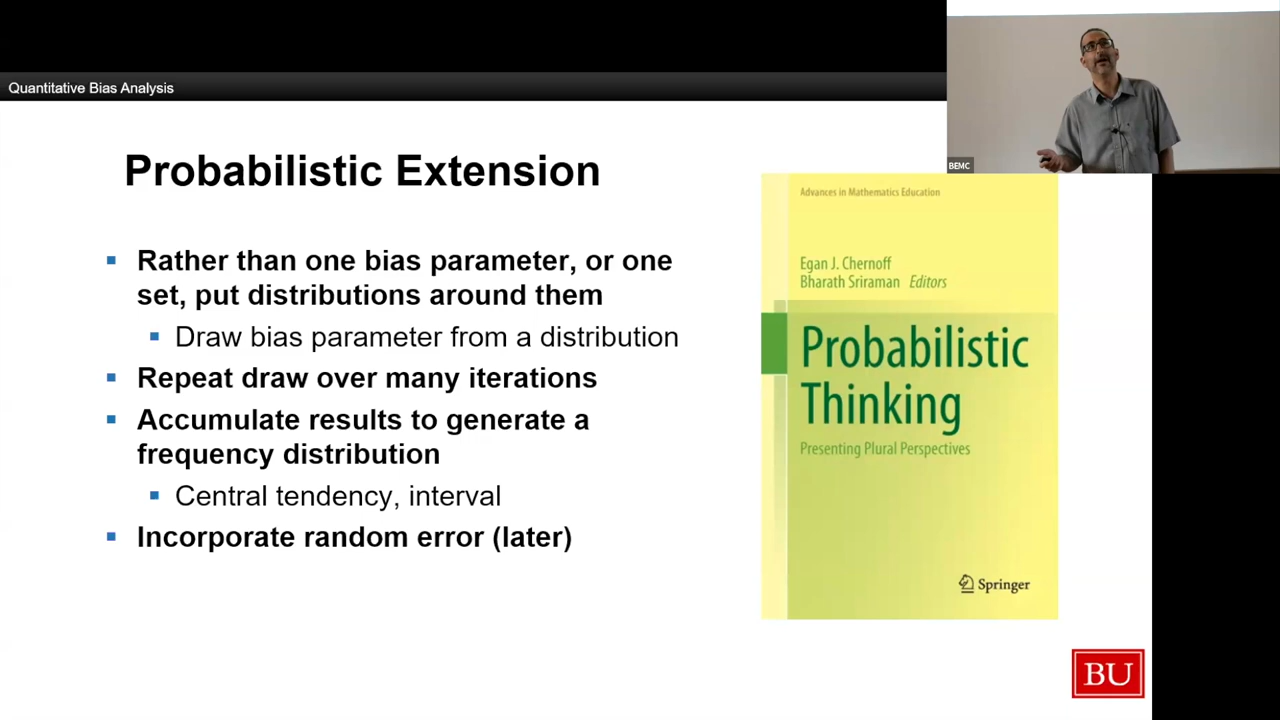 Quantitative Bias Analysis
BEMC
Probabilistic Extension
Rather than one bias parameter, or one
set, put distributions around them
Draw bias parameter from a distribution
Repeat draw over many iterations
Accumulate results to generate a
frequency distribution
Central tendency, interval
Incorporate random error (later)
Advances in Mathematics Education
Egan J. Chernoff
Bharath Sriraman Editors
Probabilistic
Thinking
Presenting Plural Perspectives
Springer
BU